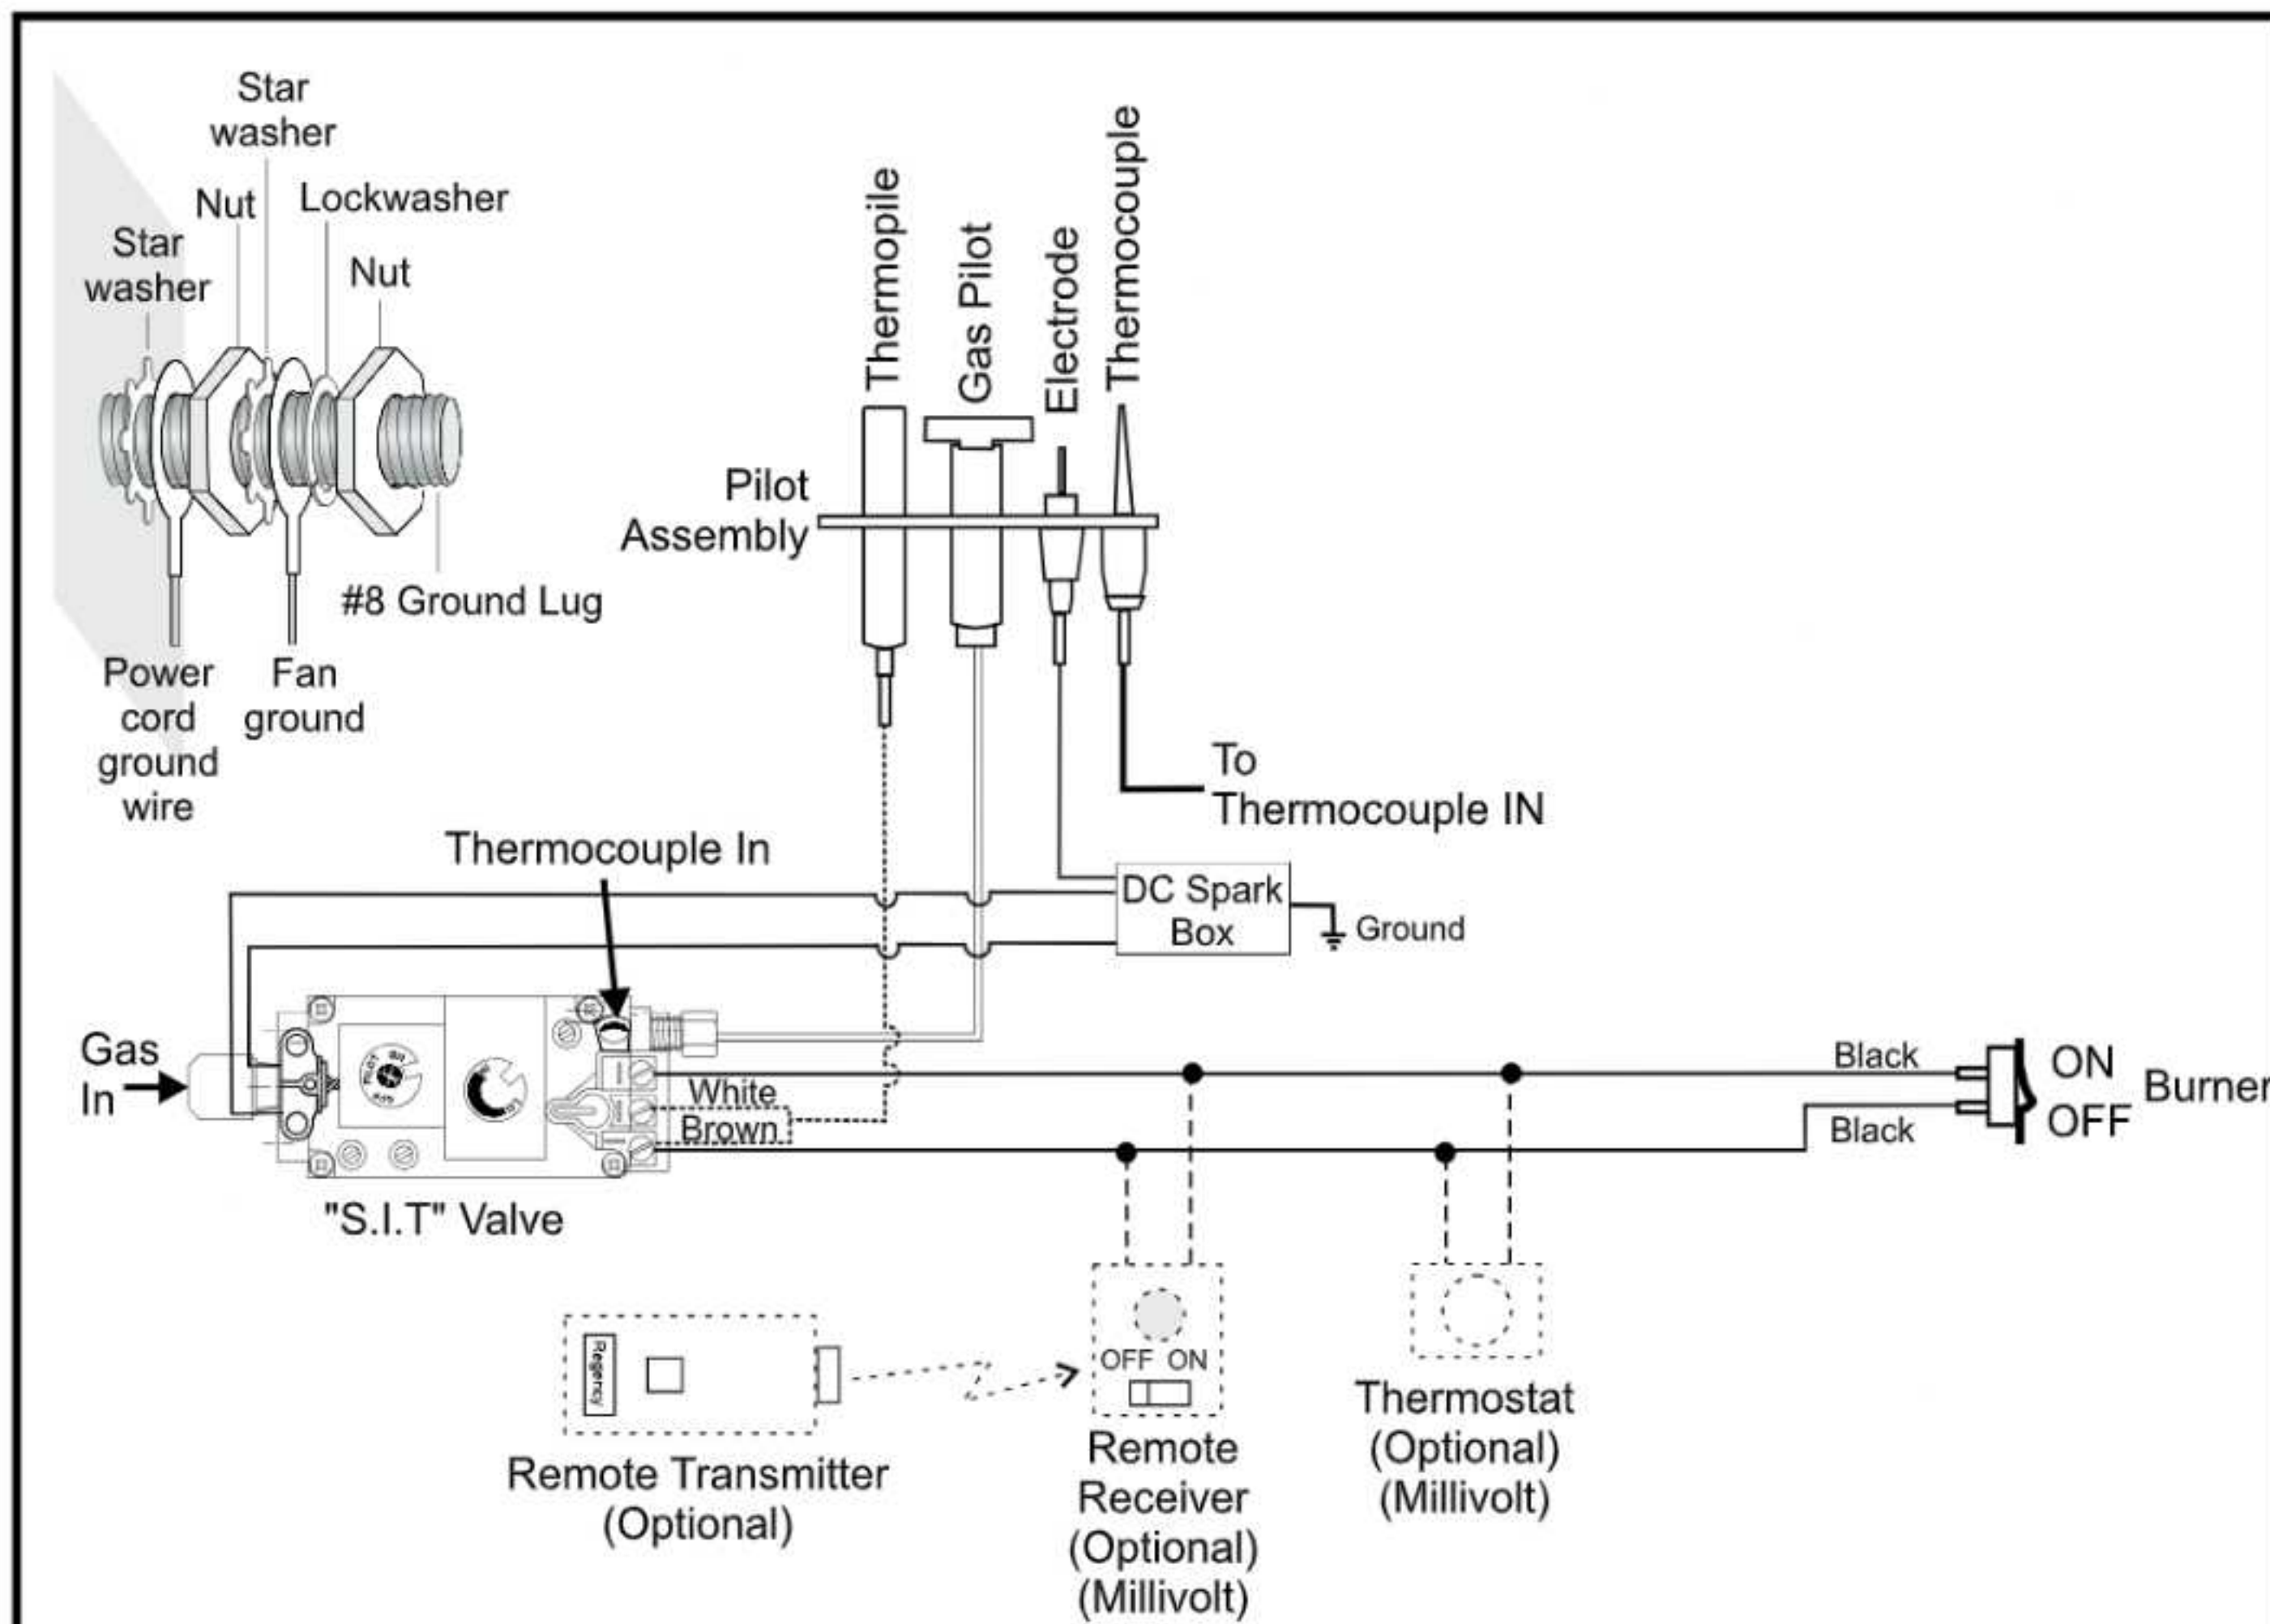 Star
washer
Nut
Lockwasher
Star
washer
Nut
#8 Ground Lug
Power
cord
ground
wire
Fan
ground
Thermopile
Gas Pilot
Electrode
Thermocouple
Pilot
Assembly
To
Thermocouple IN
Thermocouple In
DC Spark
Box
Ground
Gas
In
PILOT
OFF
White
Brown
Black
Black
ON
OFF
Burner
"S.I.T" Valve
Regency
Remote Transmitter
(Optional)
OFF ON
Remote
Receiver
(Optional)
(Millivolt)
Thermostat
(Optional)
(Millivolt)